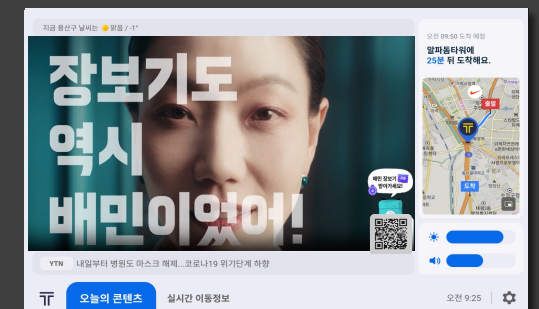 지금 용산구 날씨는 맑음 / -1°
장보기도
역시
배민이었어!
배민 장보기
받아가세요!
YTN 내일부터 병원도 마스크 해제...코로나19 위기단계 하향
오전 09:50 도착 예정
알파돔타워에
25분 뒤 도착해요.
출발
도착
오늘의 콘텐츠 실시간 이동정보 오전 9:25